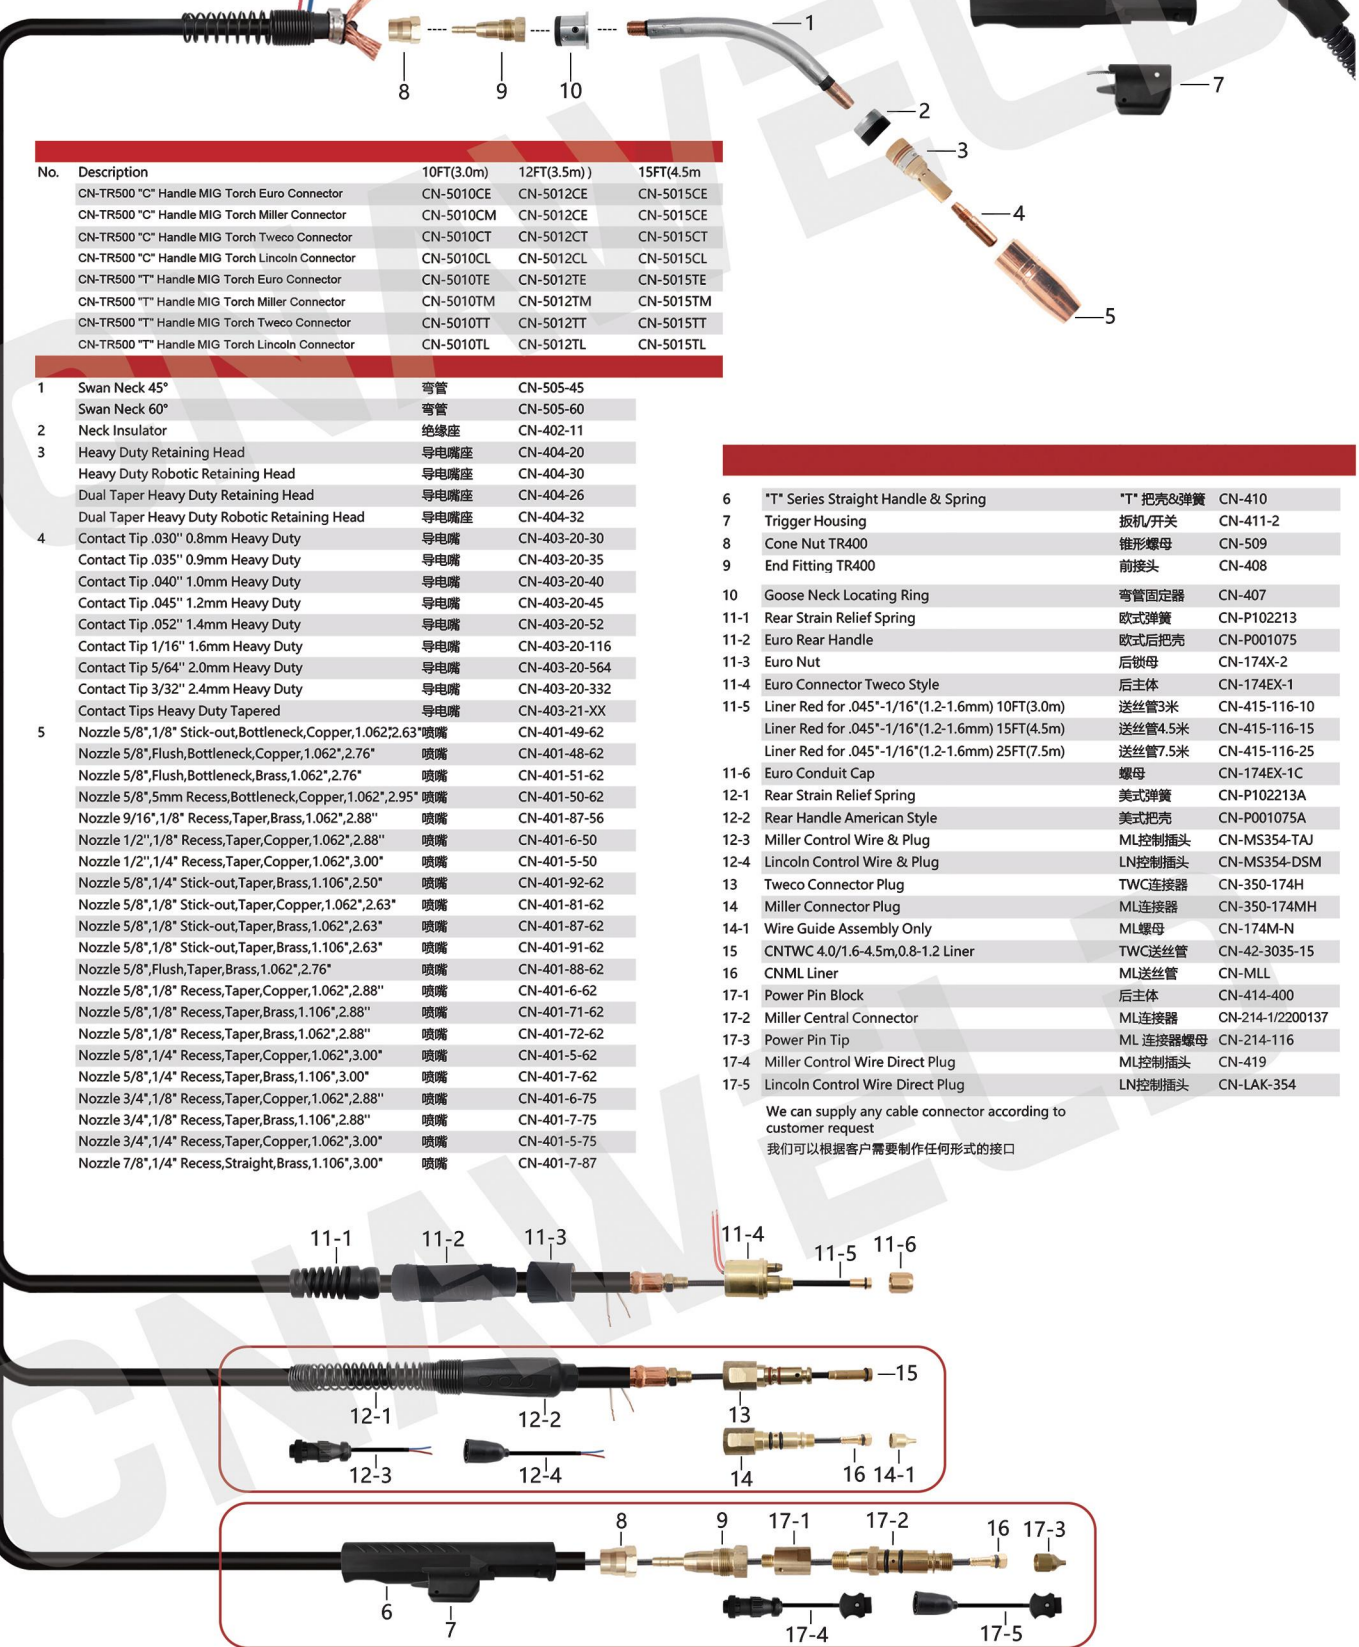 8
9
10
1
7
2
3
4
5
No. Description 10FT(3.0m) 12FT(3.5m) ) 15FT(4.5m
CN-TR500 "C" Handle MIG Torch Euro Connector CN-5010CE CN-5012CE CN-5015CE
CN-TR500 "C" Handle MIG Torch Miller Connector CN-5010CM CN-5012CE CN-5015CE
CN-TR500 "C" Handle MIG Torch Tweco Connector CN-5010CT CN-5012CT CN-5015CT
CN-TR500 "C" Handle MIG Torch Lincoln Connector CN-5010CL CN-5012CL CN-5015CL
CN-TR500 "T" Handle MIG Torch Euro Connector CN-5010TE CN-5012TE CN-5015TE
CN-TR500 "T" Handle MIG Torch Miller Connector CN-5010TM CN-5012TM CN-5015TM
CN-TR500 "T" Handle MIG Torch Tweco Connector CN-5010TT CN-5012TT CN-5015TT
CN-TR500 "T" Handle MIG Torch Lincoln Connector CN-5010TL CN-5012TL CN-5015TL
1 Swan Neck 45° 弯管 CN-505-45
Swan Neck 60° 弯管 CN-505-60
2 Neck Insulator 绝缘座 CN-402-11
3 Heavy Duty Retaining Head 导电嘴座 CN-404-20
Heavy Duty Robotic Retaining Head 导电嘴座 CN-404-30
Dual Taper Heavy Duty Retaining Head 导电嘴座 CN-404-26
Dual Taper Heavy Duty Robotic Retaining Head 导电嘴座 CN-404-32
4 Contact Tip .030'' 0.8mm Heavy Duty 导电嘴 CN-403-20-30
Contact Tip .035'' 0.9mm Heavy Duty 导电嘴 CN-403-20-35
Contact Tip .040'' 1.0mm Heavy Duty 导电嘴 CN-403-20-40
Contact Tip .045'' 1.2mm Heavy Duty 导电嘴 CN-403-20-45
Contact Tip .052'' 1.4mm Heavy Duty 导电嘴 CN-403-20-52
Contact Tip 1/16'' 1.6mm Heavy Duty 导电嘴 CN-403-20-116
Contact Tip 5/64'' 2.0mm Heavy Duty 导电嘴 CN-403-20-564
Contact Tip 3/32'' 2.4mm Heavy Duty 导电嘴 CN-403-20-332
Contact Tips Heavy Duty Tapered 导电嘴 CN-403-21-XX
5 Nozzle 5/8",1/8" Stick-out,Bottleneck,Copper,1.062",2.63" 喷嘴 CN-401-49-62
Nozzle 5/8",Flush,Bottleneck,Copper,1.062",2.76" 喷嘴 CN-401-48-62
Nozzle 5/8",Flush,Bottleneck,Brass,1.062",2.76" 喷嘴 CN-401-51-62
Nozzle 5/8",5mm Recess,Bottleneck,Copper,1.062",2.95" 喷嘴 CN-401-50-62
Nozzle 9/16",1/8" Recess,Taper,Brass,1.062",2.88'' 喷嘴 CN-401-87-56
Nozzle 1/2'',1/8" Recess,Taper,Copper,1.062",2.88'' 喷嘴 CN-401-6-50
Nozzle 1/2'',1/4" Recess,Taper,Copper,1.062",3.00" 喷嘴 CN-401-5-50
Nozzle 5/8",1/4" Stick-out,Taper,Brass,1.106",2.50" 喷嘴 CN-401-92-62
Nozzle 5/8",1/8" Stick-out,Taper,Copper,1.062",2.63" 喷嘴 CN-401-81-62
Nozzle 5/8",1/8" Stick-out,Taper,Brass,1.062",2.63" 喷嘴 CN-401-87-62
Nozzle 5/8",1/8" Stick-out,Taper,Brass,1.106",2.63" 喷嘴 CN-401-91-62
Nozzle 5/8",Flush,Taper,Brass,1.062",2.76" 喷嘴 CN-401-88-62
Nozzle 5/8",1/8" Recess,Taper,Copper,1.062",2.88'' 喷嘴 CN-401-6-62
Nozzle 5/8",1/8" Recess,Taper,Brass,1.106",2.88'' 喷嘴 CN-401-71-62
Nozzle 5/8",1/8" Recess,Taper,Brass,1.062",2.88'' 喷嘴 CN-401-72-62
Nozzle 5/8",1/4" Recess,Taper,Copper,1.062",3.00" 喷嘴 CN-401-5-62
Nozzle 5/8",1/4" Recess,Taper,Brass,1.106",3.00" 喷嘴 CN-401-7-62
Nozzle 3/4",1/8" Recess,Taper,Copper,1.062",2.88'' 喷嘴 CN-401-6-75
Nozzle 3/4",1/8" Recess,Taper,Brass,1.106",2.88'' 喷嘴 CN-401-7-75
Nozzle 3/4",1/4" Recess,Taper,Copper,1.062",3.00" 喷嘴 CN-401-5-75
Nozzle 7/8",1/4" Recess,Straight,Brass,1.106",3.00" 喷嘴 CN-401-7-87
6 "T" Series Straight Handle & Spring "T" 把壳&弹簧 CN-410
7 Trigger Housing 扳机/开关 CN-411-2
8 Cone Nut TR400 锥形螺母 CN-509
9 End Fitting TR400 前接头 CN-408
10 Goose Neck Locating Ring 弯管固定器 CN-407
11-1 Rear Strain Relief Spring 欧式弹簧 CN-P102213
11-2 Euro Rear Handle 欧式后把壳 CN-P001075
11-3 Euro Nut 后锁母 CN-174X-2
11-4 Euro Connector Tweco Style 后主体 CN-174EX-1
11-5 Liner Red for .045"-1/16"(1.2-1.6mm) 10FT(3.0m) 送丝管3米 CN-415-116-10
Liner Red for .045"-1/16"(1.2-1.6mm) 15FT(4.5m) 送丝管4.5米 CN-415-116-15
Liner Red for .045"-1/16"(1.2-1.6mm) 25FT(7.5m) 送丝管7.5米 CN-415-116-25
11-6 Euro Conduit Cap 螺母 CN-174EX-1C
12-1 Rear Strain Relief Spring 美式弹簧 CN-P102213A
12-2 Rear Handle American Style 美式把壳 CN-P001075A
12-3 Miller Control Wire & Plug ML控制插头 CN-MS354-TAJ
12-4 Lincoln Control Wire & Plug LN控制插头 CN-MS354-DSM
13 Tweco Connector Plug TWC连接器 CN-350-174H
14 Miller Connector Plug ML连接器 CN-350-174MH
14-1 Wire Guide Assembly Only ML螺母 CN-174M-N
15 CNTWC 4.0/1.6-4.5m,0.8-1.2 Liner TWC送丝管 CN-42-3035-15
16 CNML Liner ML送丝管 CN-MLL
17-1 Power Pin Block 后主体 CN-414-400
17-2 Miller Central Connector ML连接器 CN-214-1/2200137
17-3 Power Pin Tip ML 连接器螺母 CN-214-116
17-4 Miller Control Wire Direct Plug ML控制插头 CN-419
17-5 Lincoln Control Wire Direct Plug LN控制插头 CN-LAK-354
We can supply any cable connector according to
customer request
我们可以根据客户需要制作任何形式的接口
11-1 11-2 11-3 11-4 11-5 11-6
15
12-1 12-2 13
12-3 12-4 14 16 14-1
8 9 17-1 17-2 16 17-3
6 7 17-4 17-5
CNAWELD
CNAWELD